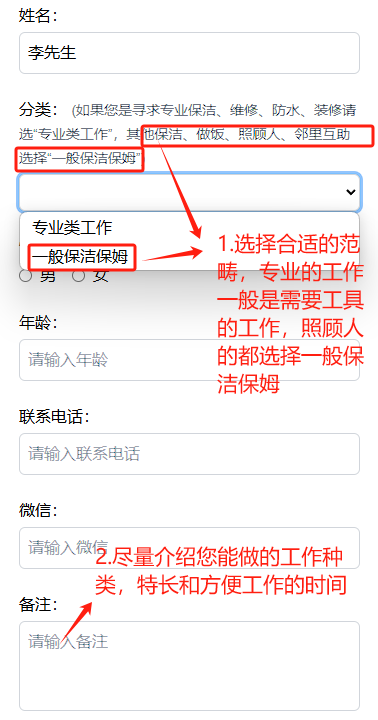 姓名:
李先生
分类: (如果您是寻求专业保洁、维修、防水、装修请
选“专业类工作”，其他保洁、做饭、照顾人、邻里互助
选择“一般保洁保姆”
专业类工作
一般保洁保姆
男 女
1.选择合适的范
畴，专业的工作
一般是需要工具
的工作，照顾人
的都选择一般保
洁保姆
年龄:
请输入年龄
联系电话:
请输入联系电话
微信:
请输入微信
2.尽量介绍您能做的工作种
类，特长和方便工作的时间
备注:
请输入备注